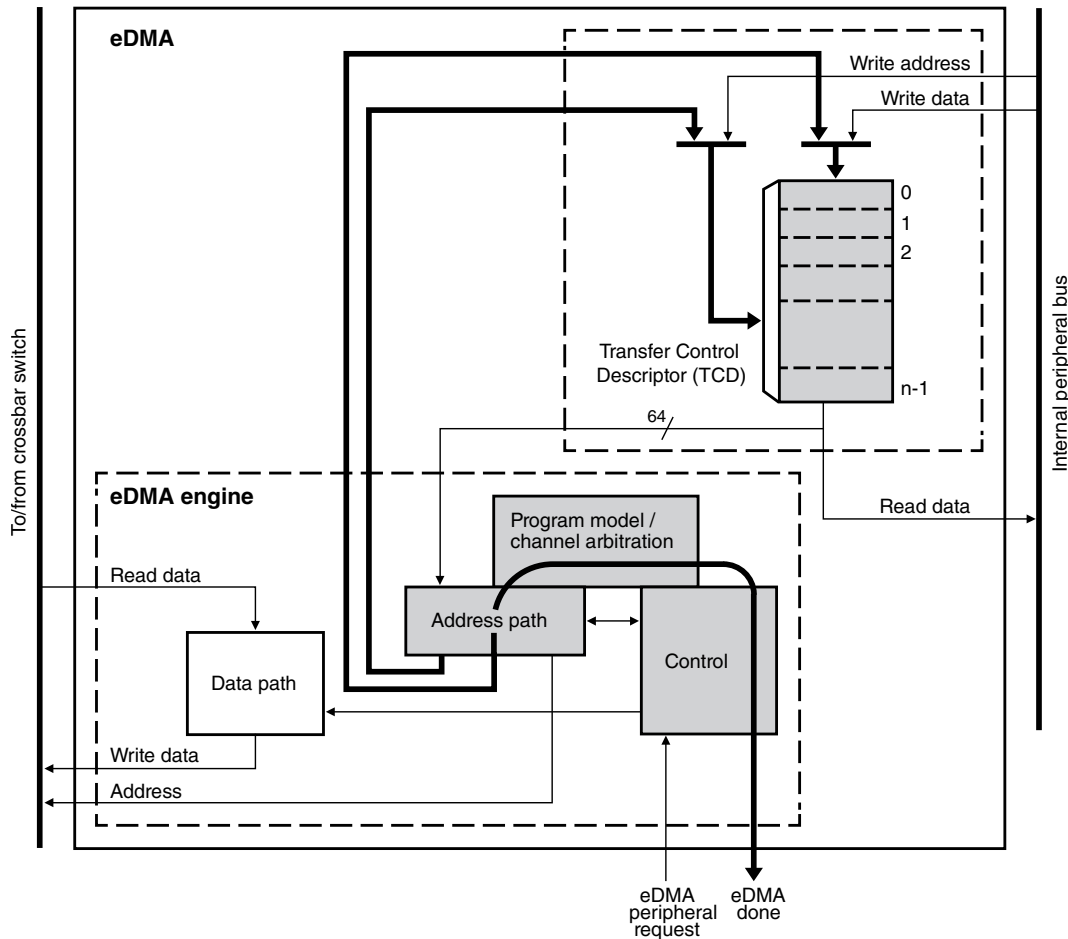 eDMA
Write address
Write data
0
1
2
n-1
Transfer Control
Descriptor (TCD)
64
To/from crossbar switch
Internal peripheral bus
eDMA engine
Program model /
channel arbitration
Read data
Read data
Address path
Control
Data path
Write data
Address
eDMA
peripheral
request
eDMA
done